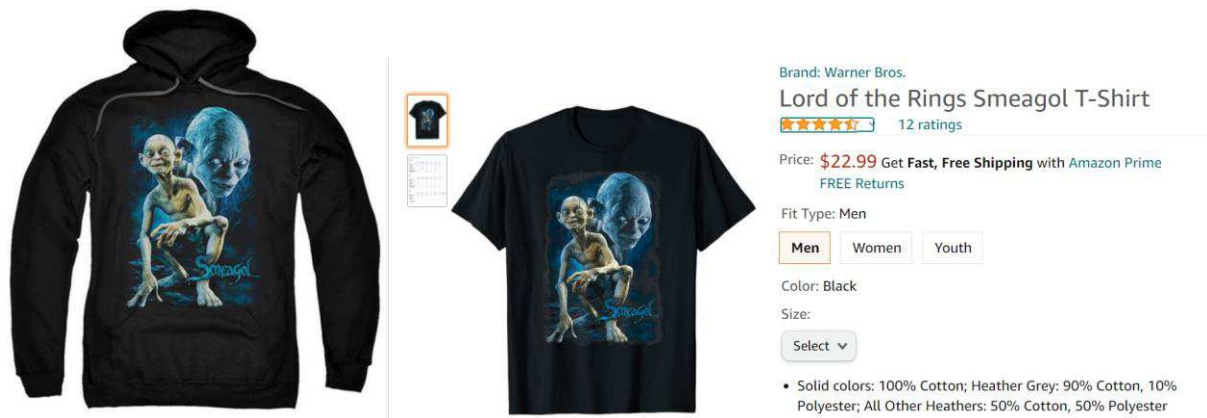 Smeagol
Smeagol
Brand: Warner Bros.
Lord of the Rings Smeagol T-Shirt
12 ratings
Price: $22.99 Get Fast, Free Shipping with Amazon Prime
FREE Returns
Fit Type: Men
Men Women Youth
Color: Black
Size:
Select
• Solid colors: 100% Cotton; Heather Grey: 90% Cotton, 10%
Polyester; All Other Heathers: 50% Cotton, 50% Polyester